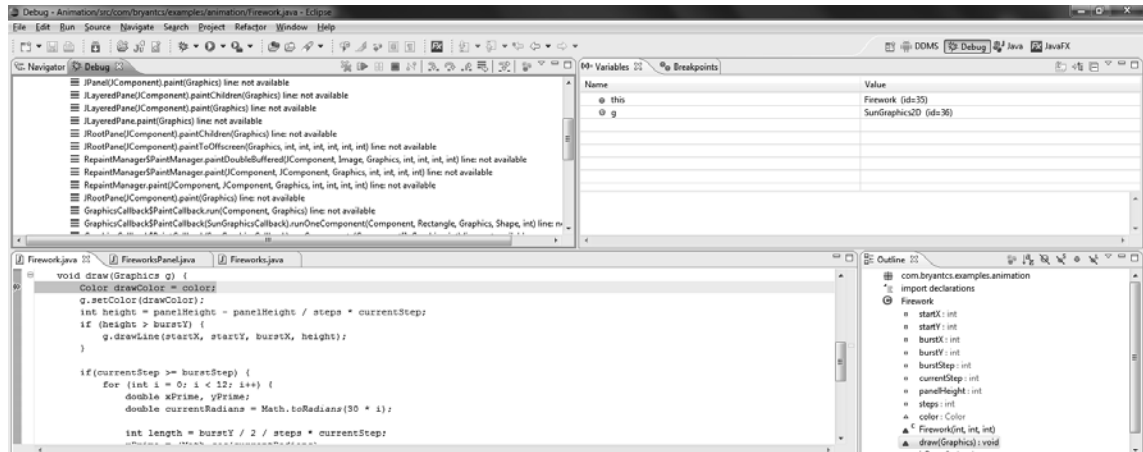 Debug - Animation/src/com/bryantcs/examples/animation/Firework.java - Eclipse
File Edit Run Source Navigate Search Project Refactor Window Help
DDMS Debug Java JavaFX
Navigator Debug
JPanel(JComponent).paint(Graphics) line: not available
JLayeredPane(JComponent).paintChildren(Graphics) line: not available
JLayeredPane.paint(Graphics) line: not available
JRootPane(JComponent).paintChildren(Graphics) line: not available
JRootPane(JComponent).paintToOffscreen(Graphics, int, int, int, int, int, int) line: not available
RepaintManager$PaintManager.paintDoubleBuffered(JComponent, Image, Graphics, int, int, int, int) line: not available
RepaintManager$PaintManager.paint(JComponent, JComponent, Graphics, int, int, int, int) line: not available
RepaintManager.paint(JComponent, JComponent, Graphics, int, int, int, int) line: not available
JRootPane(JComponent).paint(Graphics) line: not available
GraphicsCallback$PaintCallback.run(Component, Graphics) line: not available
GraphicsCallback$PaintCallback(SunGraphicsCallback).runOneComponent(Component, Rectangle, Graphics, Shape, int) line: n
(x)= Variables Breakpoints
Name Value
this Firework (id=35)
g SunGraphics2D (id=36)
Firework.java FireworksPanel.java Fireworks.java
void draw(Graphics g) {
Color drawColor = color;
g.setColor(drawColor);
int height = panelHeight - panelHeight / steps * currentStep;
if (height > burstY) {
g.drawLine(startX, startY, burstX, height);
}
if(currentStep >= burstStep) {
for (int i = 0; i < 12; i++) {
double xPrime, yPrime;
double currentRadians = Math.toRadians(30 * i);
int length = burstY / 2 / steps * currentStep;
Outline
com.bryantcs.examples.animation
import declarations
Firework
startX : int
startY : int
burstX : int
burstY : int
burstStep : int
currentStep : int
panelHeight : int
steps : int
color : Color
Firework(int, int, int)
draw(Graphics) : void